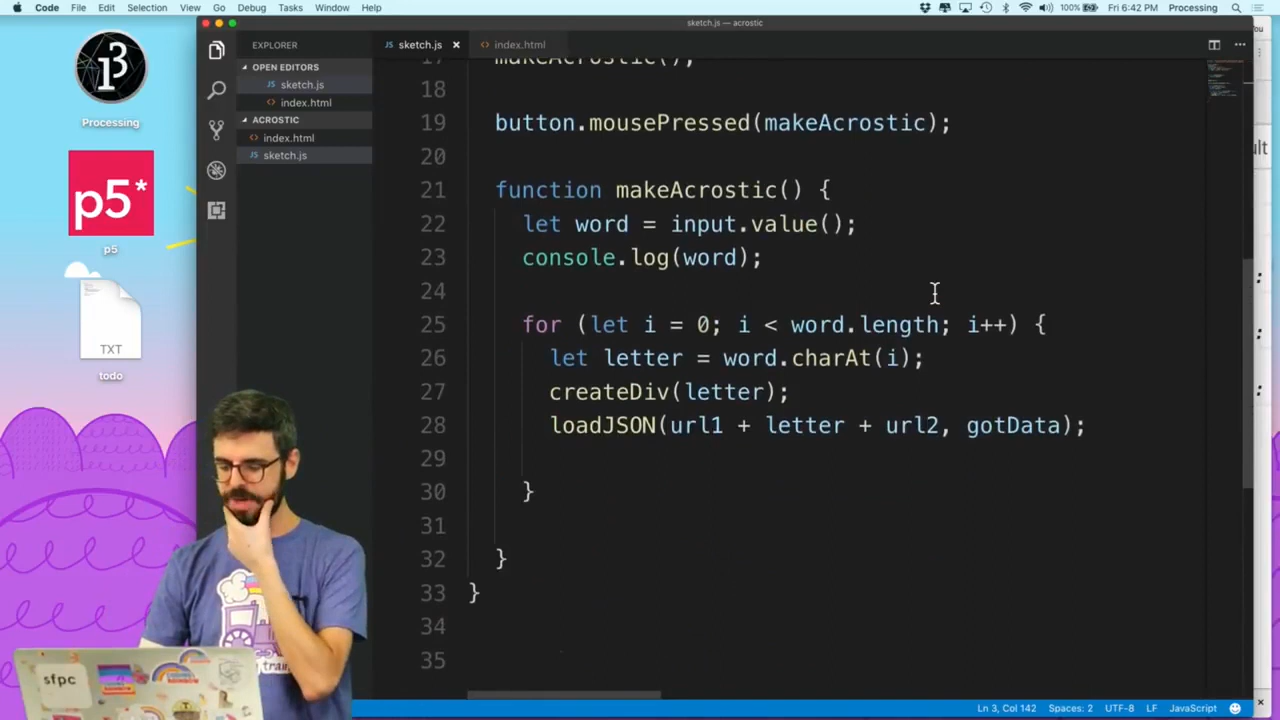 Code File Edit Selection View Go Debug Tasks Window Help 100% Fri 6:42 PM Processing
sketch.js — acrostic
EXPLORER
OPEN EDITORS
sketch.js
index.html
ACROSTIC
index.html
sketch.js
sketch.js index.html
Processing
p5*
p5
TXT
todo
17 makeAcrostic();
18
19 button.mousePressed(makeAcrostic);
20
21 function makeAcrostic() {
22 let word = input.value();
23 console.log(word);
24
25 for (let i = 0; i < word.length; i++) {
26 let letter = word.charAt(i);
27 createDiv(letter);
28 loadJSON(url1 + letter + url2, gotData);
29
30 }
31
32 }
33 }
34
35
Ln 3, Col 142 Spaces: 2 UTF-8 LF JavaScript
sfpc